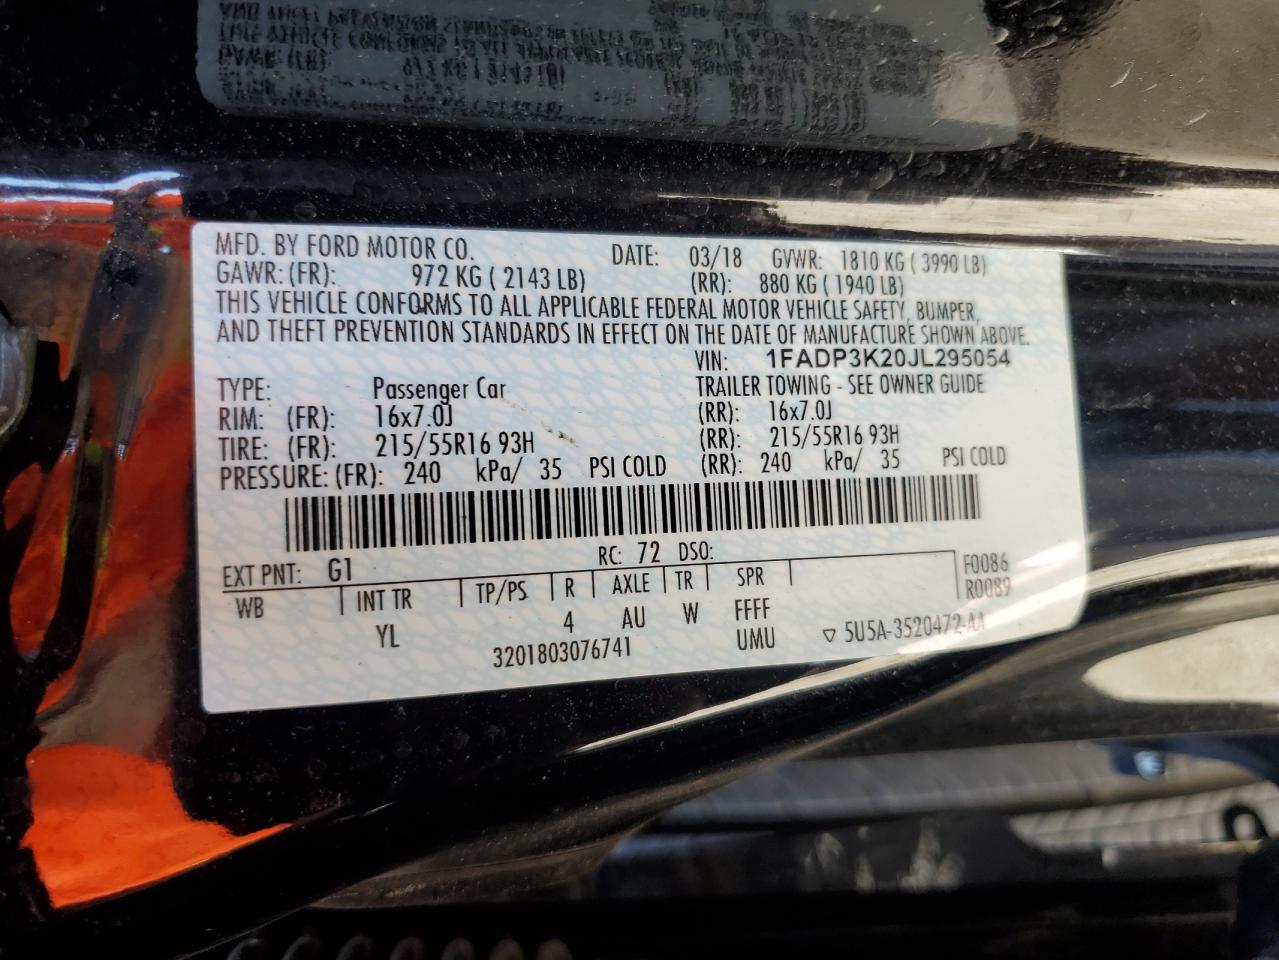 MFD. BY FORD MOTOR CO. DATE: 03/18 GVWR: 1810 KG ( 3990 LB)
GAWR: (FR): 972 KG ( 2143 LB) (RR): 880 KG ( 1940 LB)
THIS VEHICLE CONFORMS TO ALL APPLICABLE FEDERAL MOTOR VEHICLE SAFETY, BUMPER,
AND THEFT PREVENTION STANDARDS IN EFFECT ON THE DATE OF MANUFACTURE SHOWN ABOVE.
VIN: 1FADP3K20JL295054
TYPE: Passenger Car TRAILER TOWING - SEE OWNER GUIDE
RIM: (FR): 16x7.0J (RR): 16x7.0J
TIRE: (FR): 215/55R16 93H (RR): 215/55R16 93H
PRESSURE: (FR): 240 kPa/ 35 PSI COLD (RR): 240 kPa/ 35 PSI COLD
EXT PNT: G1 RC: 72 DSO:
WB INT TR TP/PS R AXLE TR SPR F0086
R0089
YL 4 AU W FFFF
3201803076741 UMU ▽ 5U5A-3520472-AA